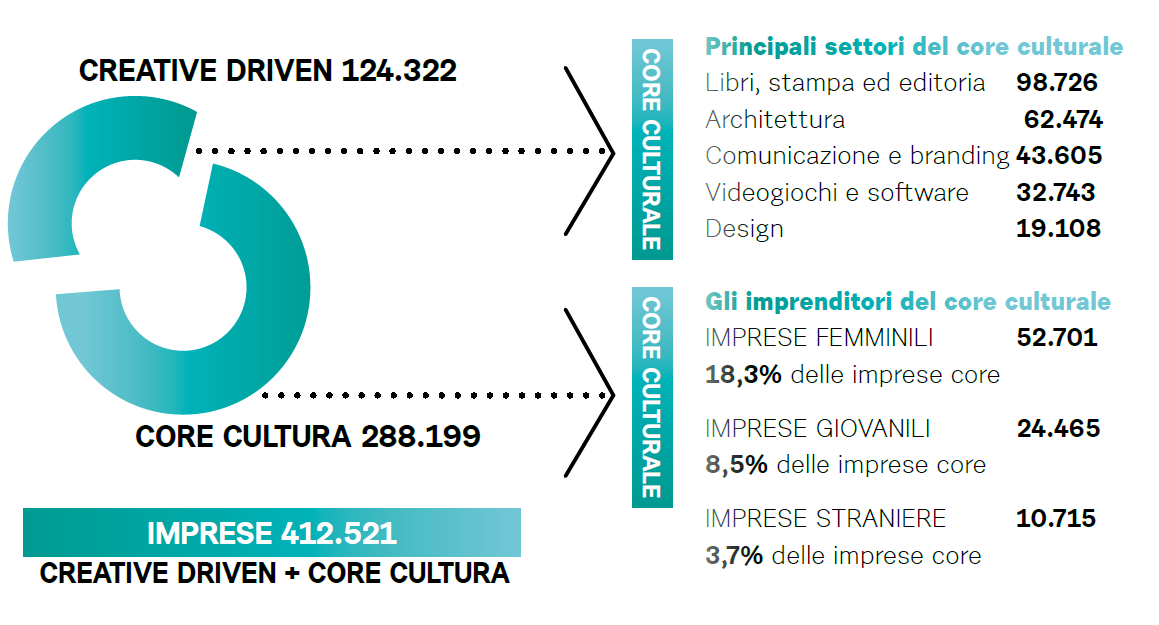 CREATIVE DRIVEN 124.322
CORE CULTURA 288.199
IMPRESE 412.521
CREATIVE DRIVEN + CORE CULTURA
CORE CULTURALE
Principali settori del core culturale
Libri, stampa ed editoria 98.726
Architettura 62.474
Comunicazione e branding 43.605
Videogiochi e software 32.743
Design 19.108
CORE CULTURALE
Gli imprenditori del core culturale
IMPRESE FEMMINILI 52.701
18,3% delle imprese core
IMPRESE GIOVANILI 24.465
8,5% delle imprese core
IMPRESE STRANIERE 10.715
3,7% delle imprese core